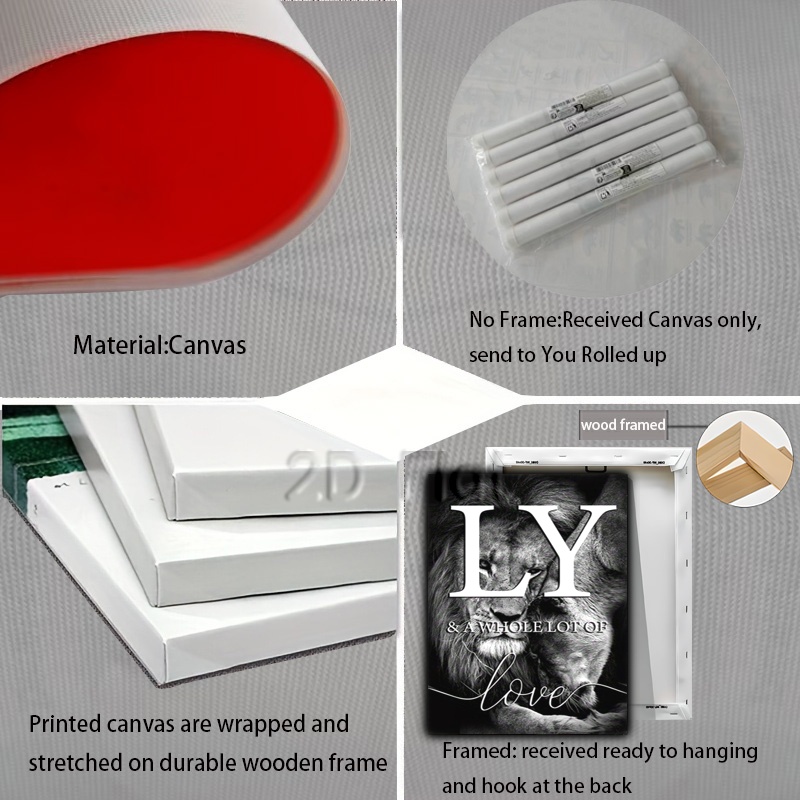 Material:Canvas
No Frame:Received Canvas only,
send to You Rolled up
2D Flat
wood framed
LY
& A WHOLE LOT OF
love
Printed canvas are wrapped and
stretched on durable wooden frame
Framed: received ready to hanging
and hook at the back